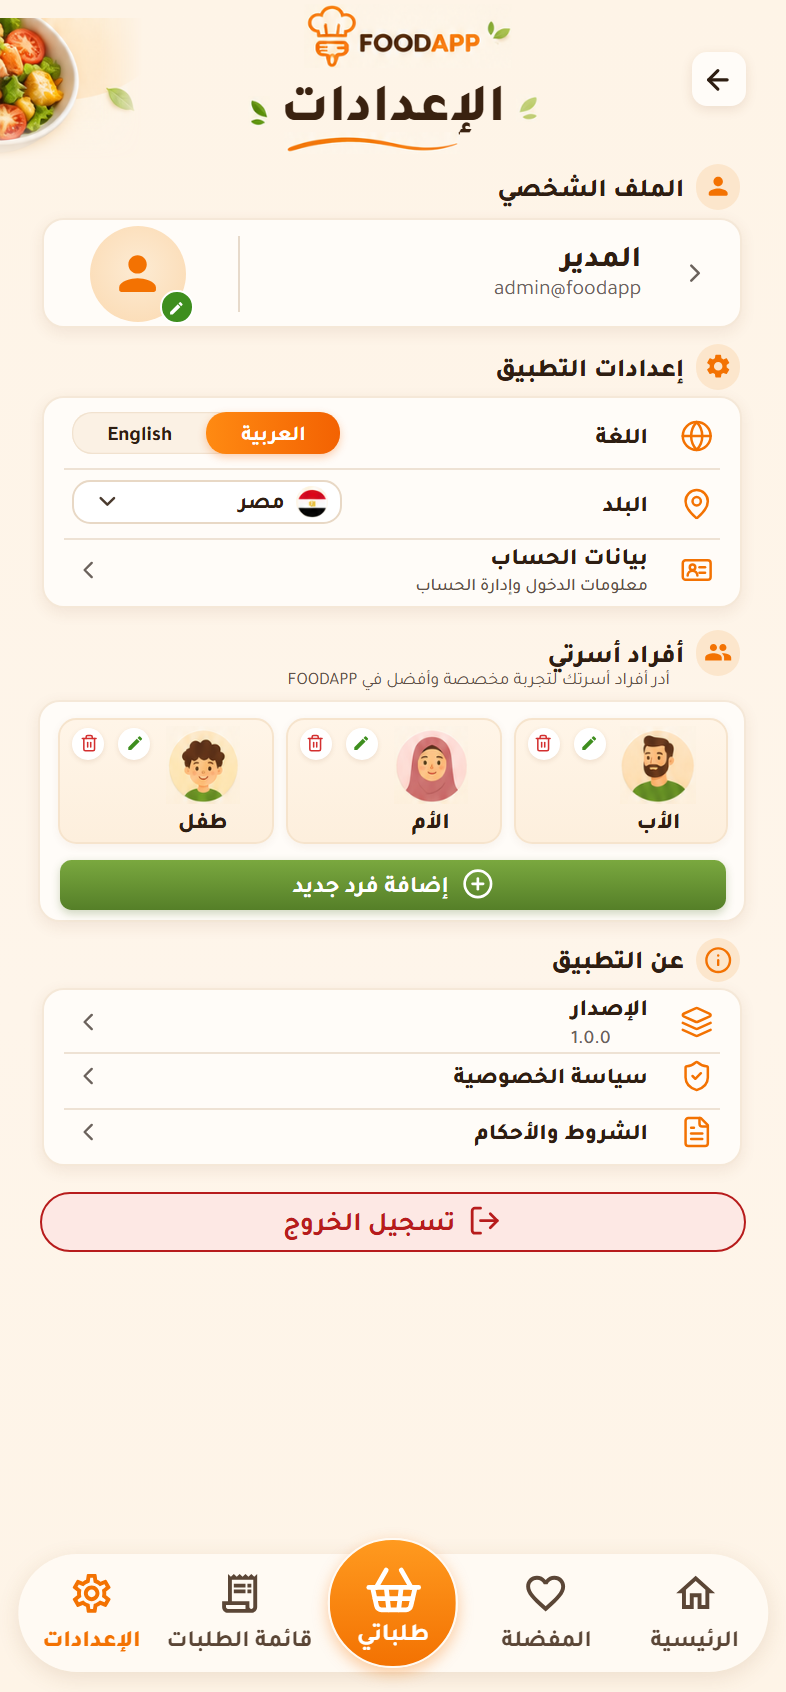 FOODAPP
الإعدادات
الملف الشخصي
المدير
admin@foodapp
إعدادات التطبيق
اللغة
العربية
English
البلد
مصر
بيانات الحساب
معلومات الدخول وإدارة الحساب
أفراد أسرتي
أدر أفراد أسرتك لتجربة مخصصة وأفضل في FOODAPP
الأب
الأم
طفل
إضافة فرد جديد
عن التطبيق
الإصدار
1.0.0
سياسة الخصوصية
الشروط والأحكام
تسجيل الخروج
الرئيسية
المفضلة
طلباتي
قائمة الطلبات
الإعدادات